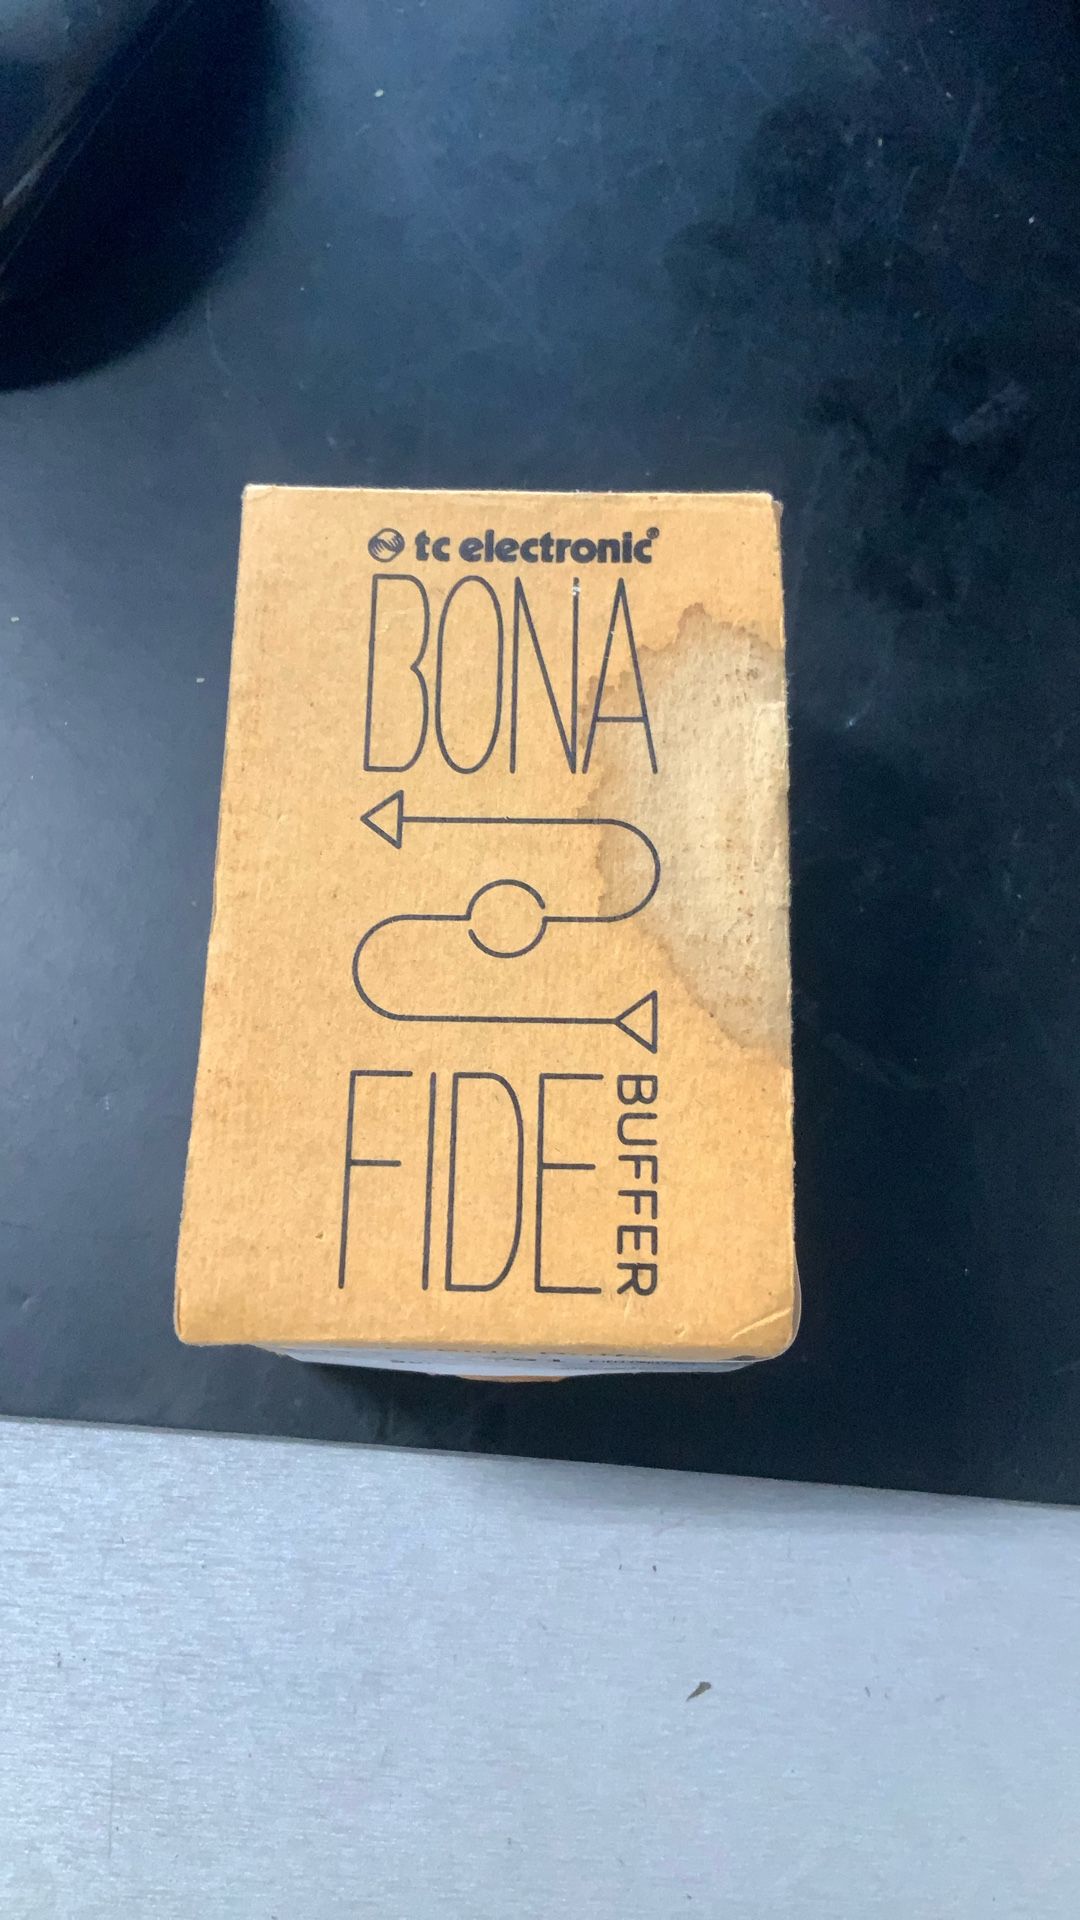 tc electronic®
BONA
FIDE
BUFFER